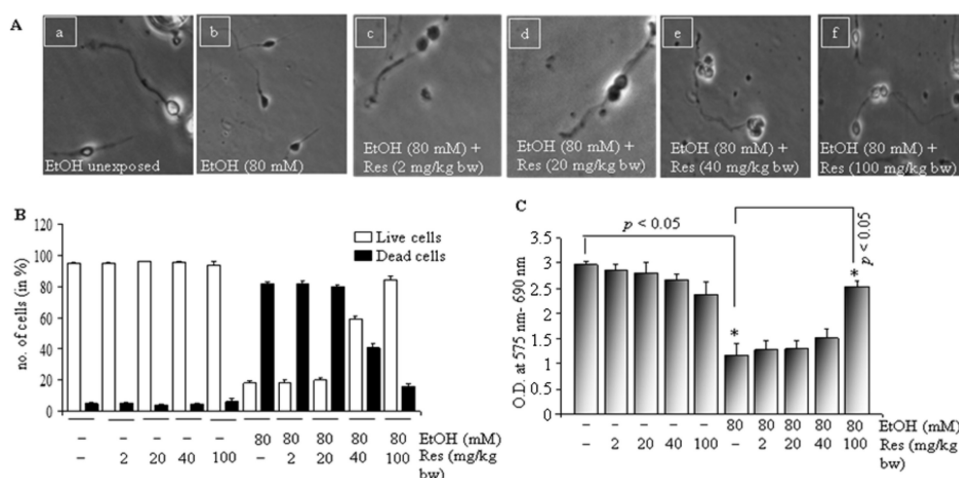 A
a
b
c
d
e
f
EtOH unexposed
EtOH (80 mM)
EtOH (80 mM) +
Res (2 mg/kg bw)
EtOH (80 mM) +
Res (20 mg/kg bw)
EtOH (80 mM) +
Res (40 mg/kg bw)
EtOH (80 mM) +
Res (100 mg/kg bw)
B
Live cells
Dead cells
no. of cells (in %)
120
100
80
60
40
20
0
– – – – – 80 80 80 80 80 EtOH (mM)
– 2 20 40 100 – 2 20 40 100 Res (mg/kg bw)
C
p < 0.05
p < 0.05
*
*
O.D. at 575 nm- 690 nm
3.5
3
2.5
2
1.5
1
0.5
0
– – – – – 80 80 80 80 80 EtOH (mM)
– 2 20 40 100 – 2 20 40 100 Res (mg/kg bw)